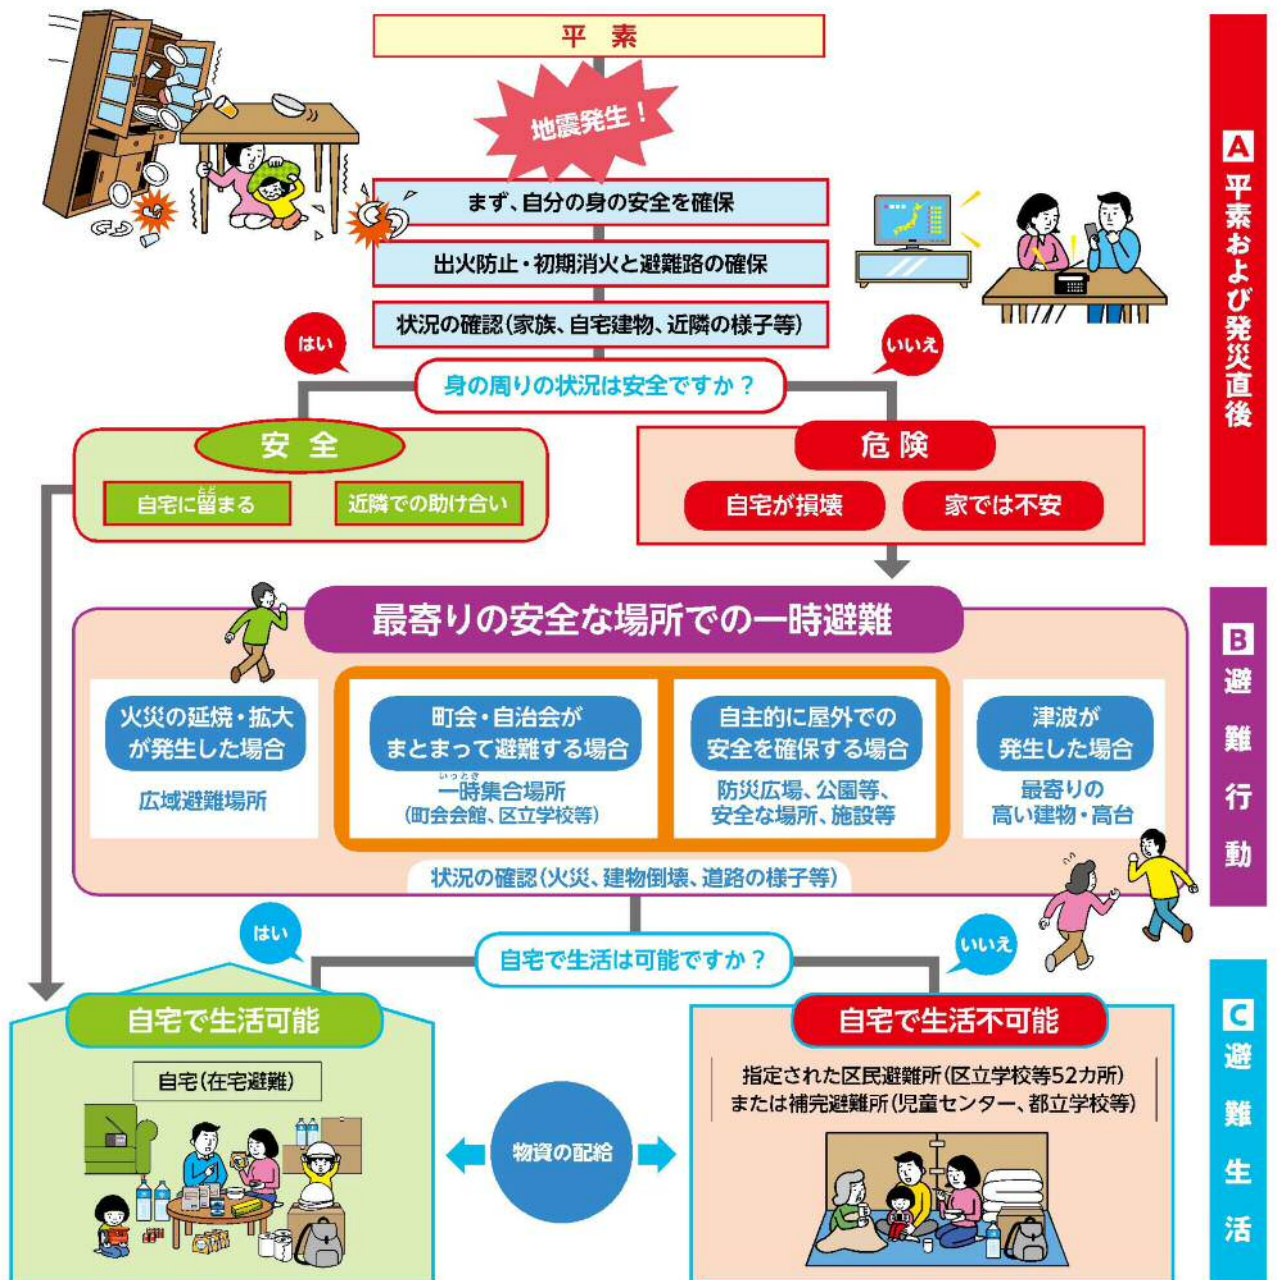 平 素
地震発生！
まず、自分の身の安全を確保
出火防止・初期消火と避難路の確保
状況の確認（家族、自宅建物、近隣の様子等）
はい
いいえ
身の周りの状況は安全ですか？
安 全
自宅に留まる
とど
近隣での助け合い
危 険
自宅が損壊
家では不安
A 平素および発災直後
最寄りの安全な場所での一時避難
火災の延焼・拡大
が発生した場合
広域避難場所
町会・自治会が
まとまって避難する場合
いっとき
一時集合場所
（町会会館、区立学校等）
自主的に屋外での
安全を確保する場合
防災広場、公園等、
安全な場所、施設等
津波が
発生した場合
最寄りの
高い建物・高台
状況の確認（火災、建物倒壊、道路の様子等）
B 避難行動
はい
いいえ
自宅で生活は可能ですか？
自宅で生活可能
自宅（在宅避難）
物資の配給
自宅で生活不可能
指定された区民避難所（区立学校等52カ所）
または補完避難所（児童センター、都立学校等）
C 避難生活